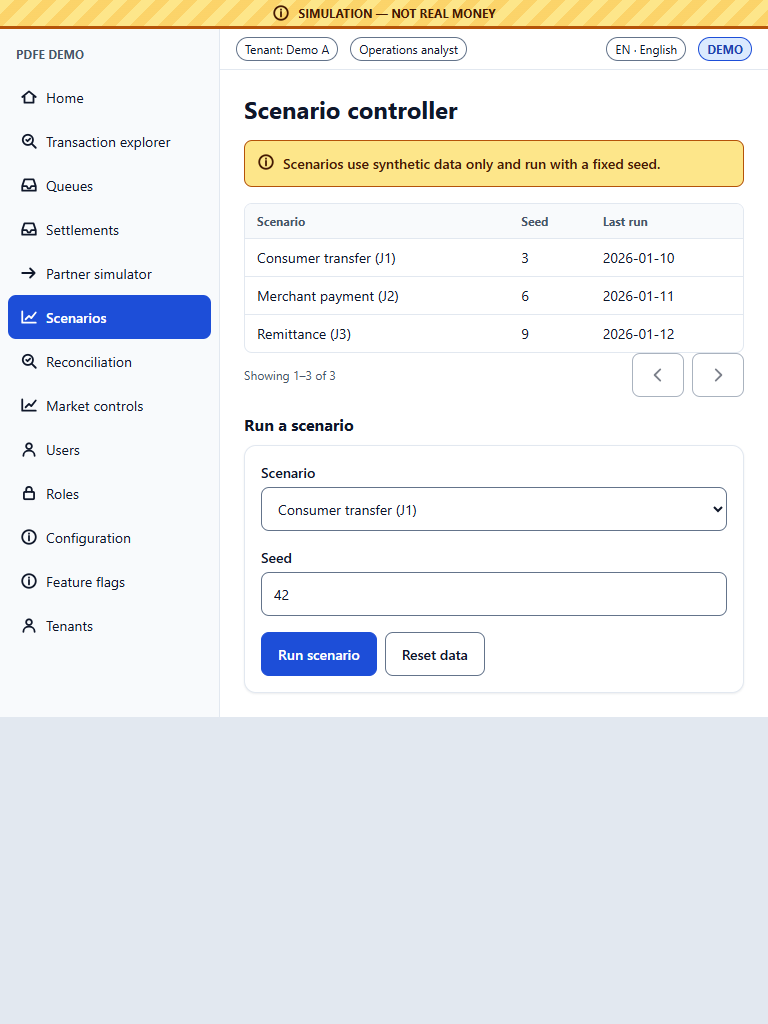 SIMULATION — NOT REAL MONEY
PDFE DEMO
Tenant: Demo A
Operations analyst
EN · English
DEMO
Home
Transaction explorer
Queues
Settlements
Partner simulator
Scenarios
Reconciliation
Market controls
Users
Roles
Configuration
Feature flags
Tenants
Scenario controller
Scenarios use synthetic data only and run with a fixed seed.
Scenario Seed Last run
Consumer transfer (J1) 3 2026-01-10
Merchant payment (J2) 6 2026-01-11
Remittance (J3) 9 2026-01-12
Showing 1–3 of 3
Run a scenario
Scenario
Consumer transfer (J1)
Seed
42
Run scenario
Reset data